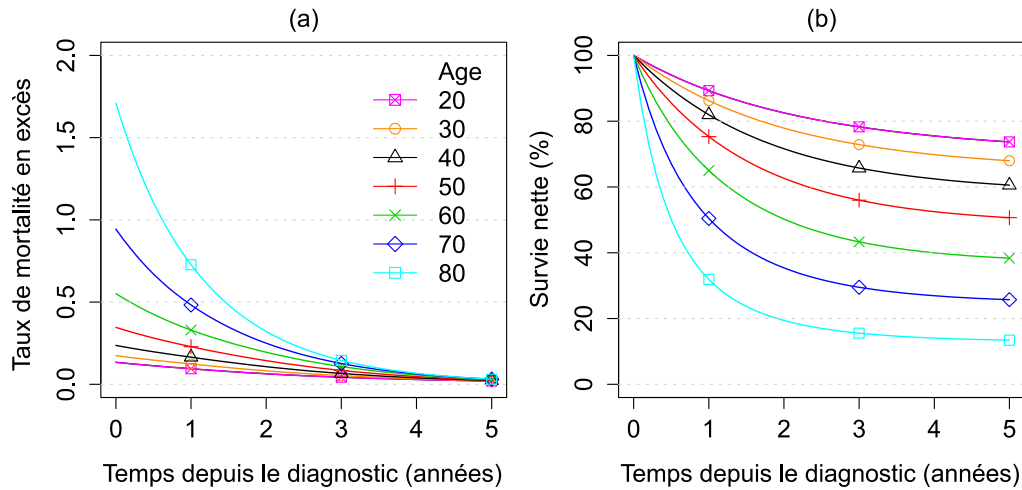 (a)
Taux de mortalité en excès
2.0
1.5
1.0
0.5
0.0
Age
20
30
40
50
60
70
80
0 1 2 3 4 5
Temps depuis le diagnostic (années)
(b)
Survie nette (%)
100
80
60
40
20
0
0 1 2 3 4 5
Temps depuis le diagnostic (années)